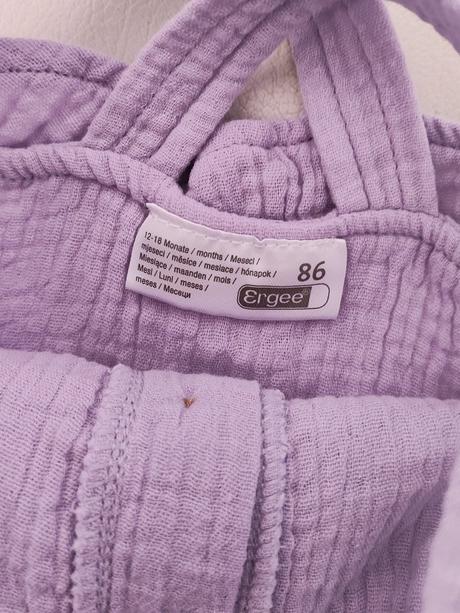 12-18 Monate / months / Meseci /
mjeseci / měsíce / mesiace / hónapok /
Miesiące / maanden / mois /
Mesi / Luni / meses /
meses / Месеци
86
Ergee®